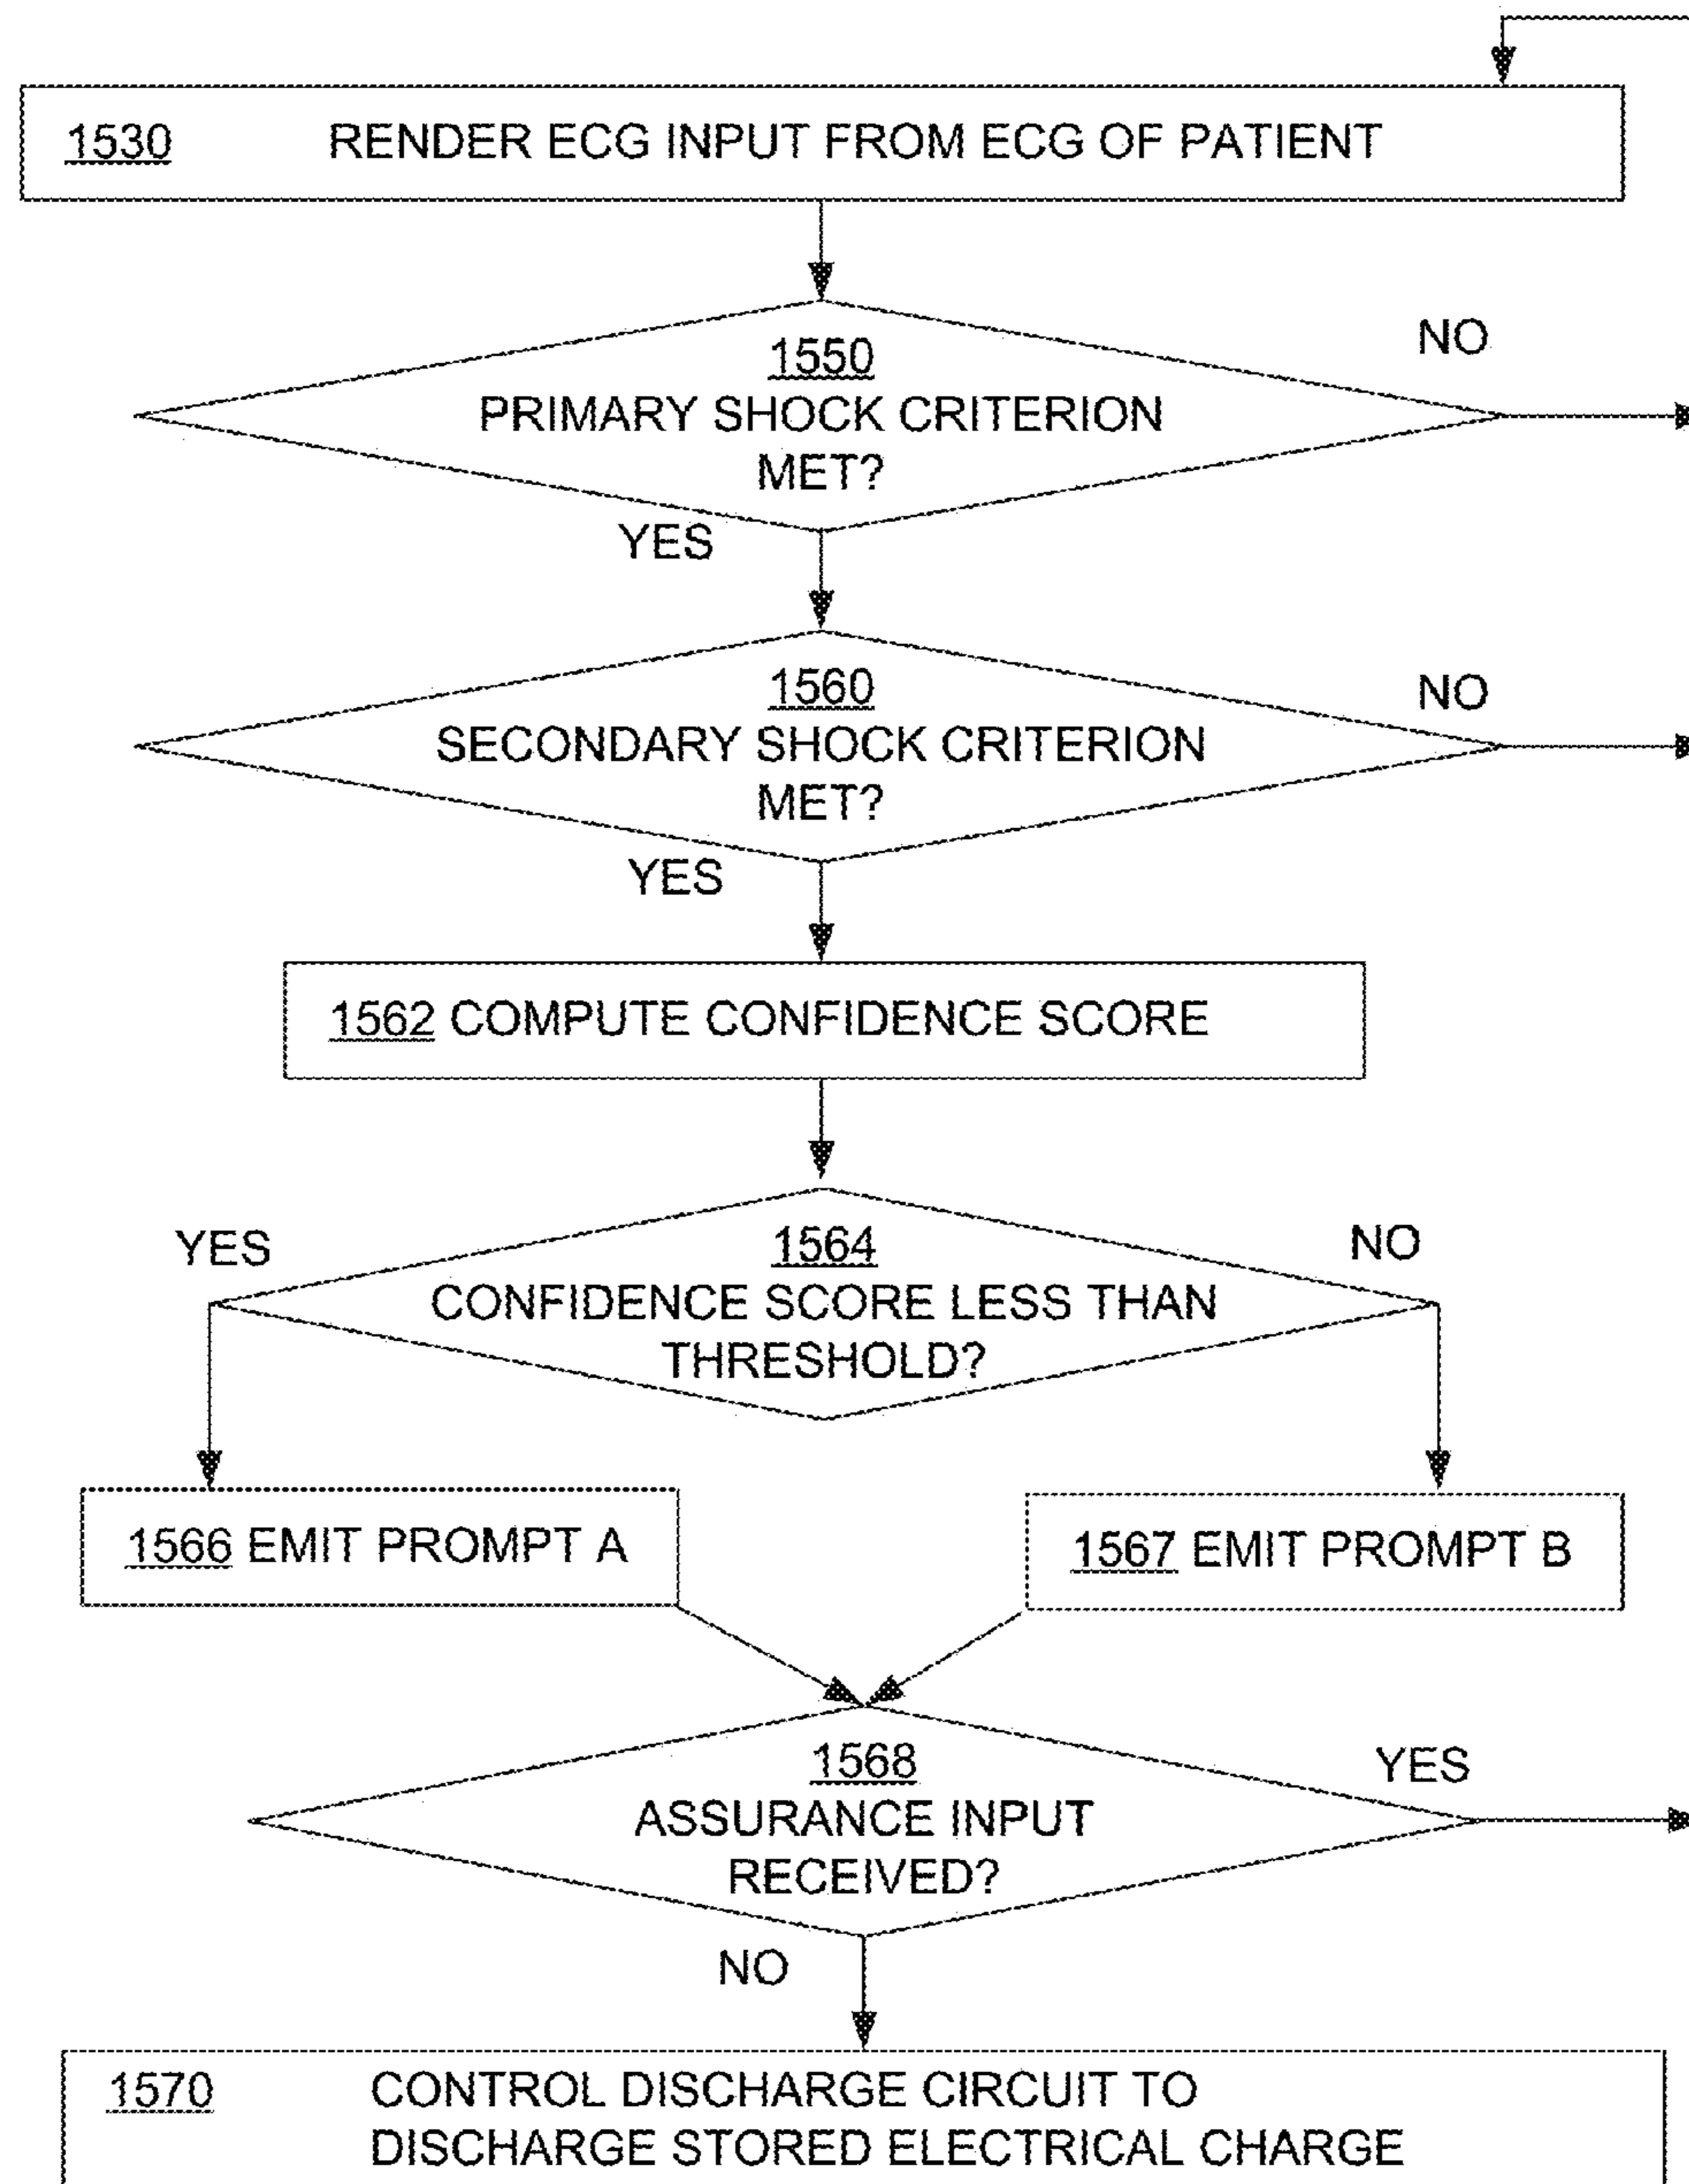 1530 RENDER ECG INPUT FROM ECG OF PATIENT
NO
1550
PRIMARY SHOCK CRITERION
MET?
YES
NO
1560
SECONDARY SHOCK CRITERION
MET?
YES
1562 COMPUTE CONFIDENCE SCORE
YES
1564
NO
CONFIDENCE SCORE LESS THAN
THRESHOLD?
1566 EMIT PROMPT A
1567 EMIT PROMPT B
1568
YES
ASSURANCE INPUT
RECEIVED?
NO
1570 CONTROL DISCHARGE CIRCUIT TO
DISCHARGE STORED ELECTRICAL CHARGE